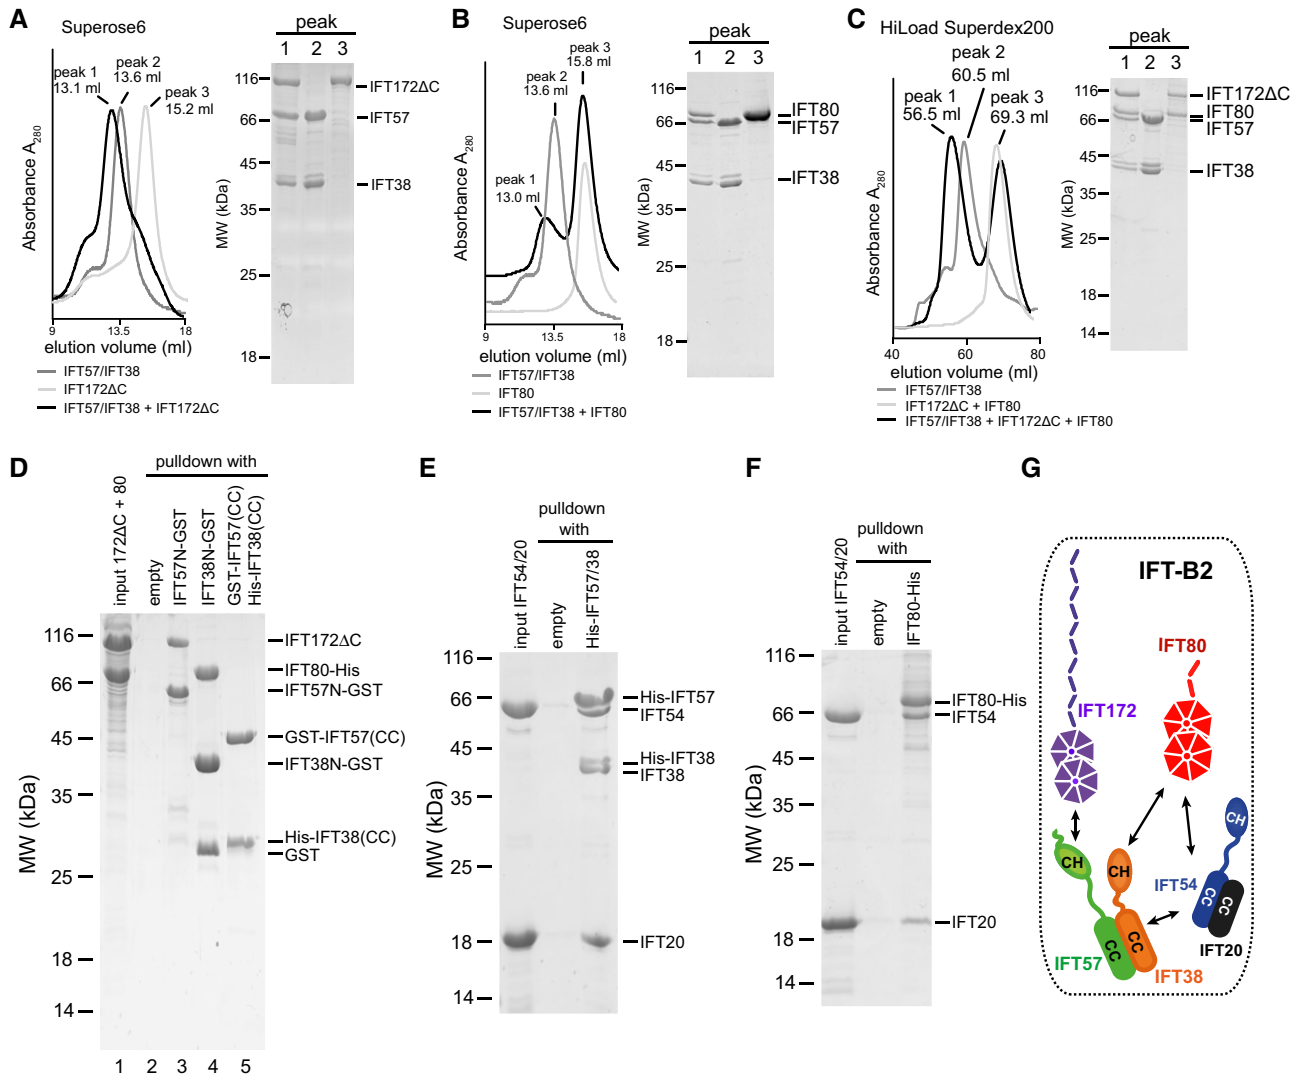 A
Superose6
peak 1
13.1 ml
peak 2
13.6 ml
peak 3
15.2 ml
Absorbance A280
9
13.5
18
elution volume (ml)
IFT57/IFT38
IFT172ΔC
IFT57/IFT38 + IFT172ΔC
peak
1 2 3
116
66
45
35
25
18
MW (kDa)
IFT172ΔC
IFT57
IFT38
B
Superose6
peak 1
13.0 ml
peak 2
13.6 ml
peak 3
15.8 ml
Absorbance A280
9
13.5
18
elution volume (ml)
IFT57/IFT38
IFT80
IFT57/IFT38 + IFT80
peak
1 2 3
116
66
45
35
25
18
MW (kDa)
IFT80
IFT57
IFT38
C
HiLoad Superdex200
peak 1
56.5 ml
peak 2
60.5 ml
peak 3
69.3 ml
Absorbance A280
40
60
80
elution volume (ml)
IFT57/IFT38
IFT172ΔC + IFT80
IFT57/IFT38 + IFT172ΔC + IFT80
peak
1 2 3
116
66
45
35
25
18
14
MW (kDa)
IFT172ΔC
IFT80
IFT57
IFT38
D
pulldown with
input 172ΔC + 80
empty
IFT57N-GST
IFT38N-GST
GST-IFT57(CC)
His-IFT38(CC)
116
66
45
35
25
18
14
MW (kDa)
IFT172ΔC
IFT80-His
IFT57N-GST
GST-IFT57(CC)
IFT38N-GST
His-IFT38(CC)
GST
1 2 3 4 5
E
pulldown
with
input IFT54/20
empty
His-IFT57/38
116
66
45
35
25
18
14
MW (kDa)
His-IFT57
IFT54
His-IFT38
IFT38
IFT20
F
pulldown with
input IFT54/20
empty
IFT80-His
116
66
45
35
25
18
14
MW (kDa)
IFT80-His
IFT54
IFT20
G
IFT-B2
IFT80
IFT172
CH
CH
CH
IFT54
CC
CC
CC
CC
IFT20
IFT57
IFT38